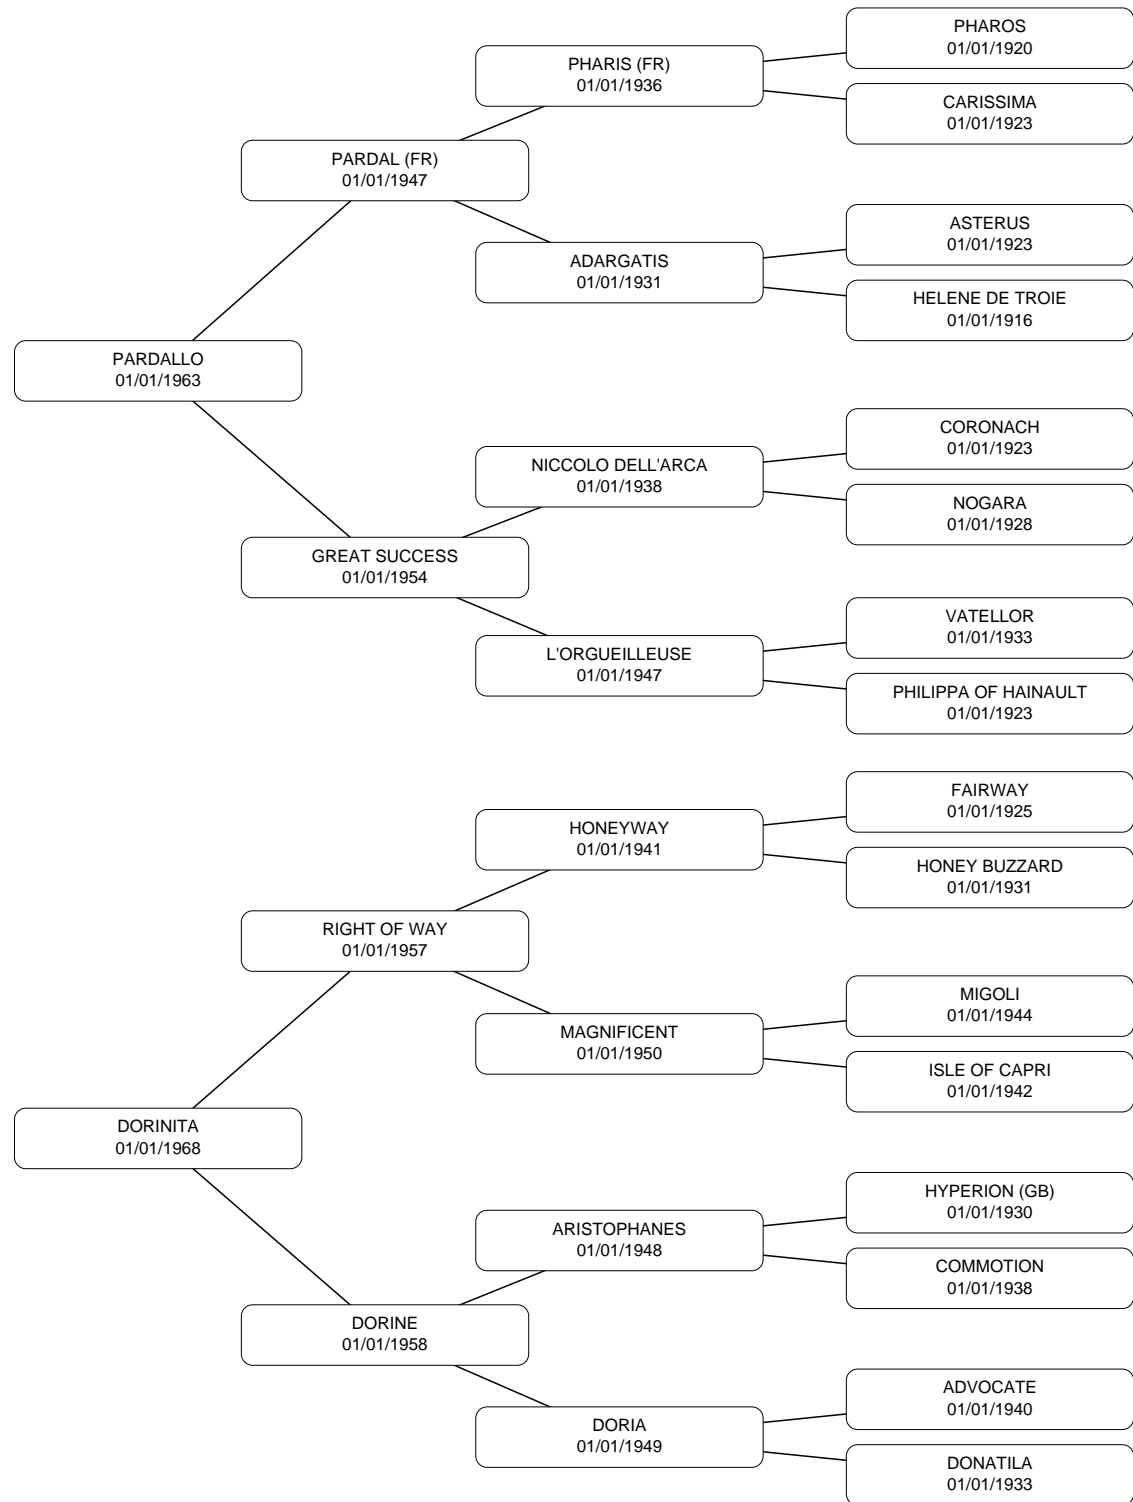 PHAROS
01/01/1920
PHARIS (FR)
01/01/1936
CARISSIMA
01/01/1923
PARDAL (FR)
01/01/1947
ASTERUS
01/01/1923
ADARGATIS
01/01/1931
HELENE DE TROIE
01/01/1916
PARDALLO
01/01/1963
CORONACH
01/01/1923
NICCOLO DELL'ARCA
01/01/1938
NOGARA
01/01/1928
GREAT SUCCESS
01/01/1954
VATELLOR
01/01/1933
L'ORGUEILLEUSE
01/01/1947
PHILIPPA OF HAINAULT
01/01/1923
FAIRWAY
01/01/1925
HONEYWAY
01/01/1941
HONEY BUZZARD
01/01/1931
RIGHT OF WAY
01/01/1957
MIGOLI
01/01/1944
MAGNIFICENT
01/01/1950
ISLE OF CAPRI
01/01/1942
DORINITA
01/01/1968
HYPERION (GB)
01/01/1930
ARISTOPHANES
01/01/1948
COMMOTION
01/01/1938
DORINE
01/01/1958
ADVOCATE
01/01/1940
DORIA
01/01/1949
DONATILA
01/01/1933